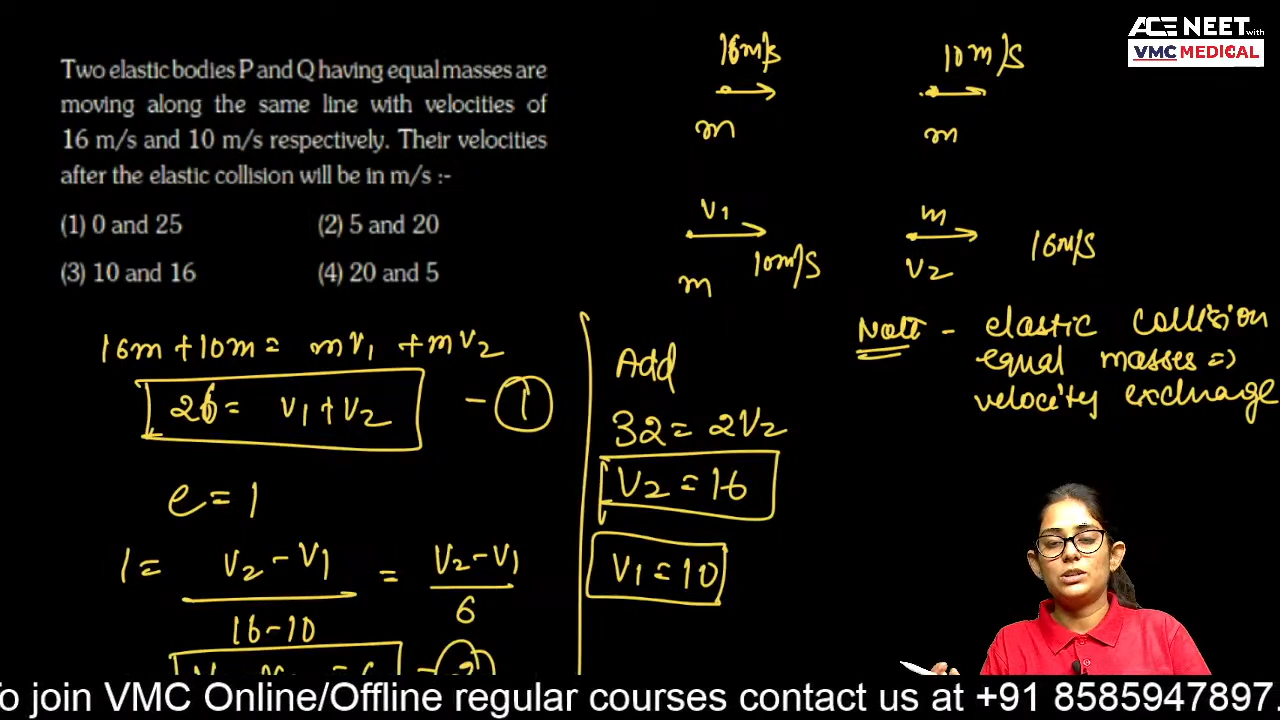 ACE NEET with
VMC MEDICAL
Two elastic bodies P and Q having equal masses are
moving along the same line with velocities of
16 m/s and 10 m/s respectively. Their velocities
after the elastic collision will be in m/s :-
(1) 0 and 25 (2) 5 and 20
(3) 10 and 16 (4) 20 and 5
16m/s 10m/s
m m
V1 m
10m/s V2 16m/s
m
16m + 10m = mV1 + mV2
26 = V1 + V2 - 1
e = 1
1 = V2 - V1 = V2 - V1
16 - 10 6
Add
32 = 2V2
V2 = 16
V1 = 10
Note - elastic collision
equal masses =>
velocity exchange
To join VMC Online/Offline regular courses contact us at +91 8585947897.